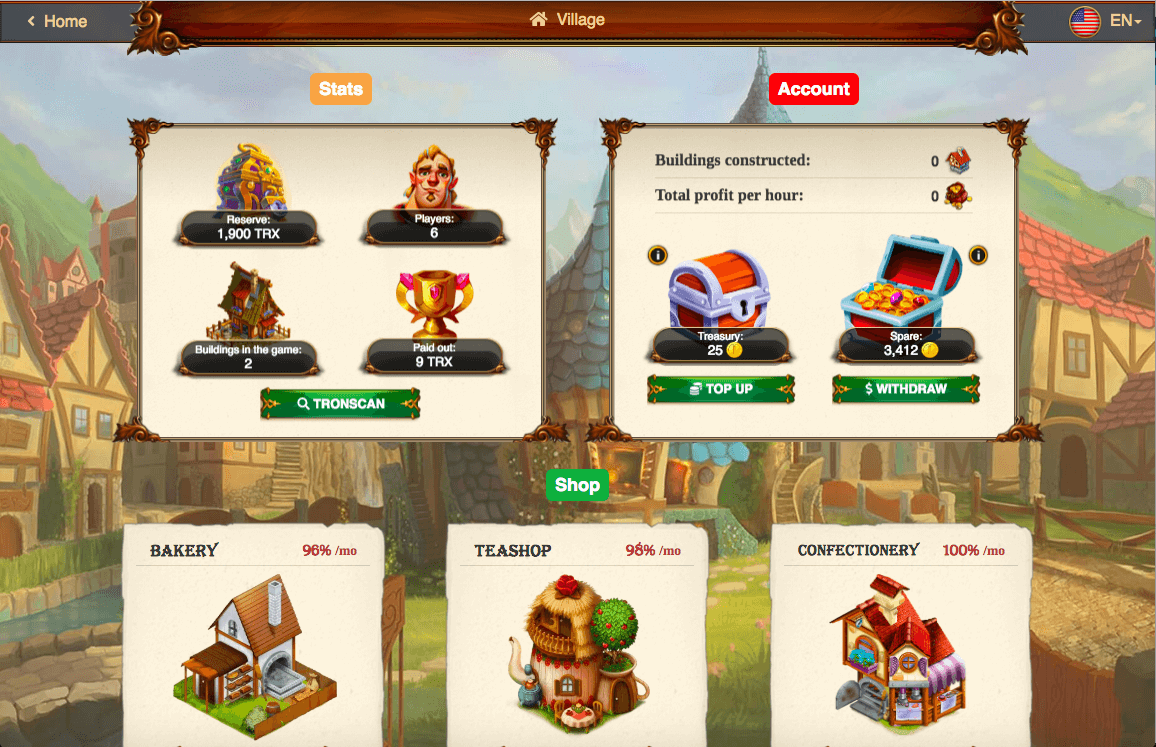 Home
Village
EN
Stats
Account
Reserve:
1,900 TRX
Players:
6
Buildings in the game:
2
Paid out:
9 TRX
TRONSCAN
Buildings constructed: 0
Total profit per hour: 0
i
i
Treasury:
25
Spare:
3,412
TOP UP
$ WITHDRAW
Shop
BAKERY 96% /mo
TEASHOP 98% /mo
CONFECTIONERY 100% /mo